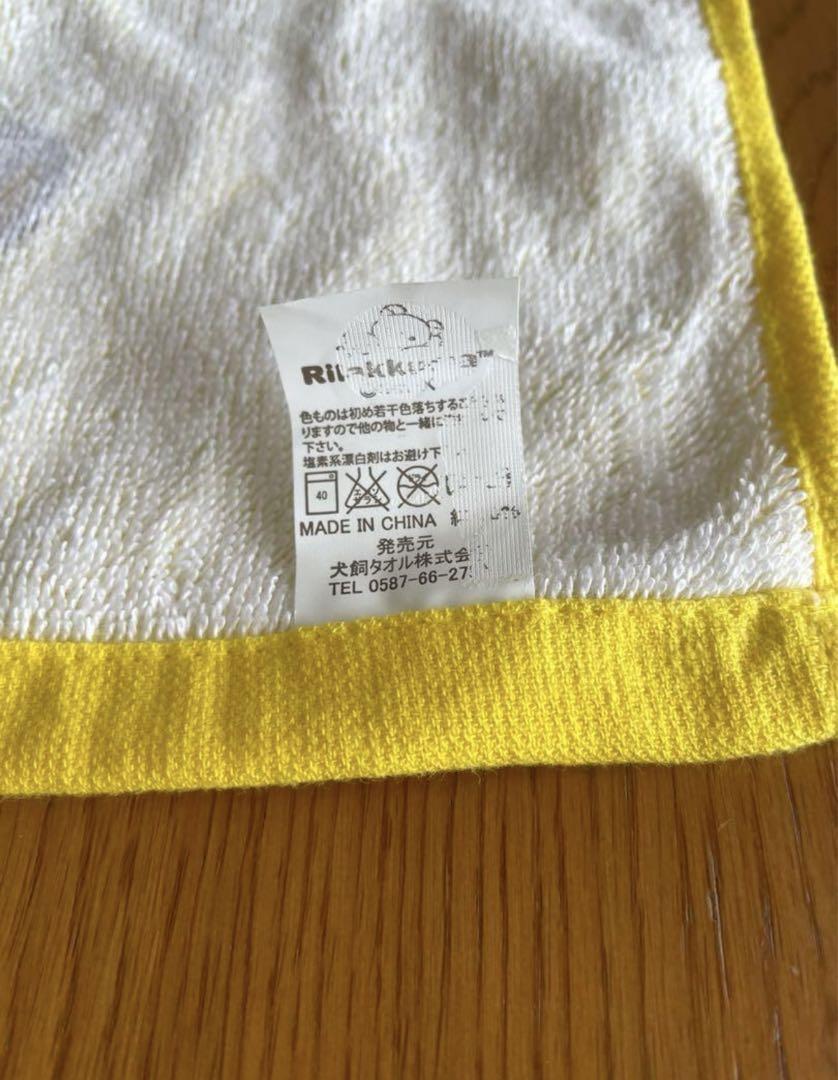 Rilakkuma™
色ものは初め若干色落ちするこ
りますので他の物と一緒に
下さい。
塩素系漂白剤はお避け下
40
MADE IN CHINA
発売元
犬飼タオル株式会
TEL 0587-66-27